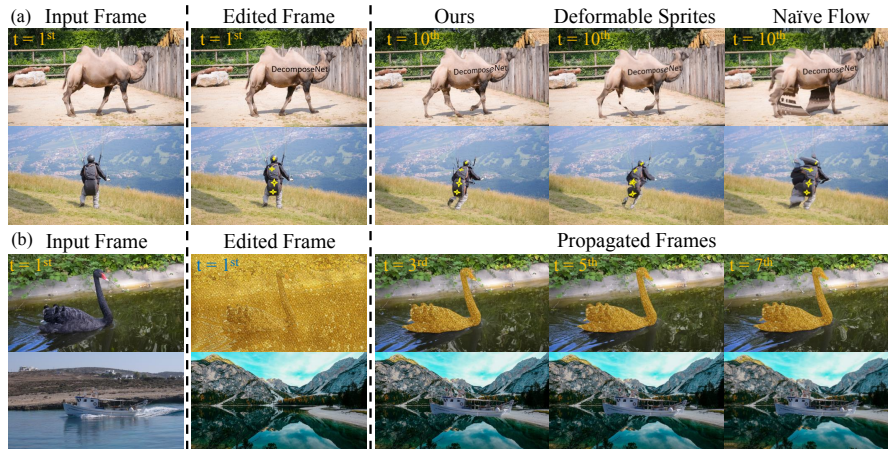 (a) Input Frame Edited Frame Ours Deformable Sprites Naïve Flow
t = 1st t = 1st t = 10th t = 10th t = 10th
DecomposeNet DecomposeNet DecomposeNet DecomposeNet
(b) Input Frame Edited Frame Propagated Frames
t = 1st t = 1st t = 3rd t = 5th t = 7th